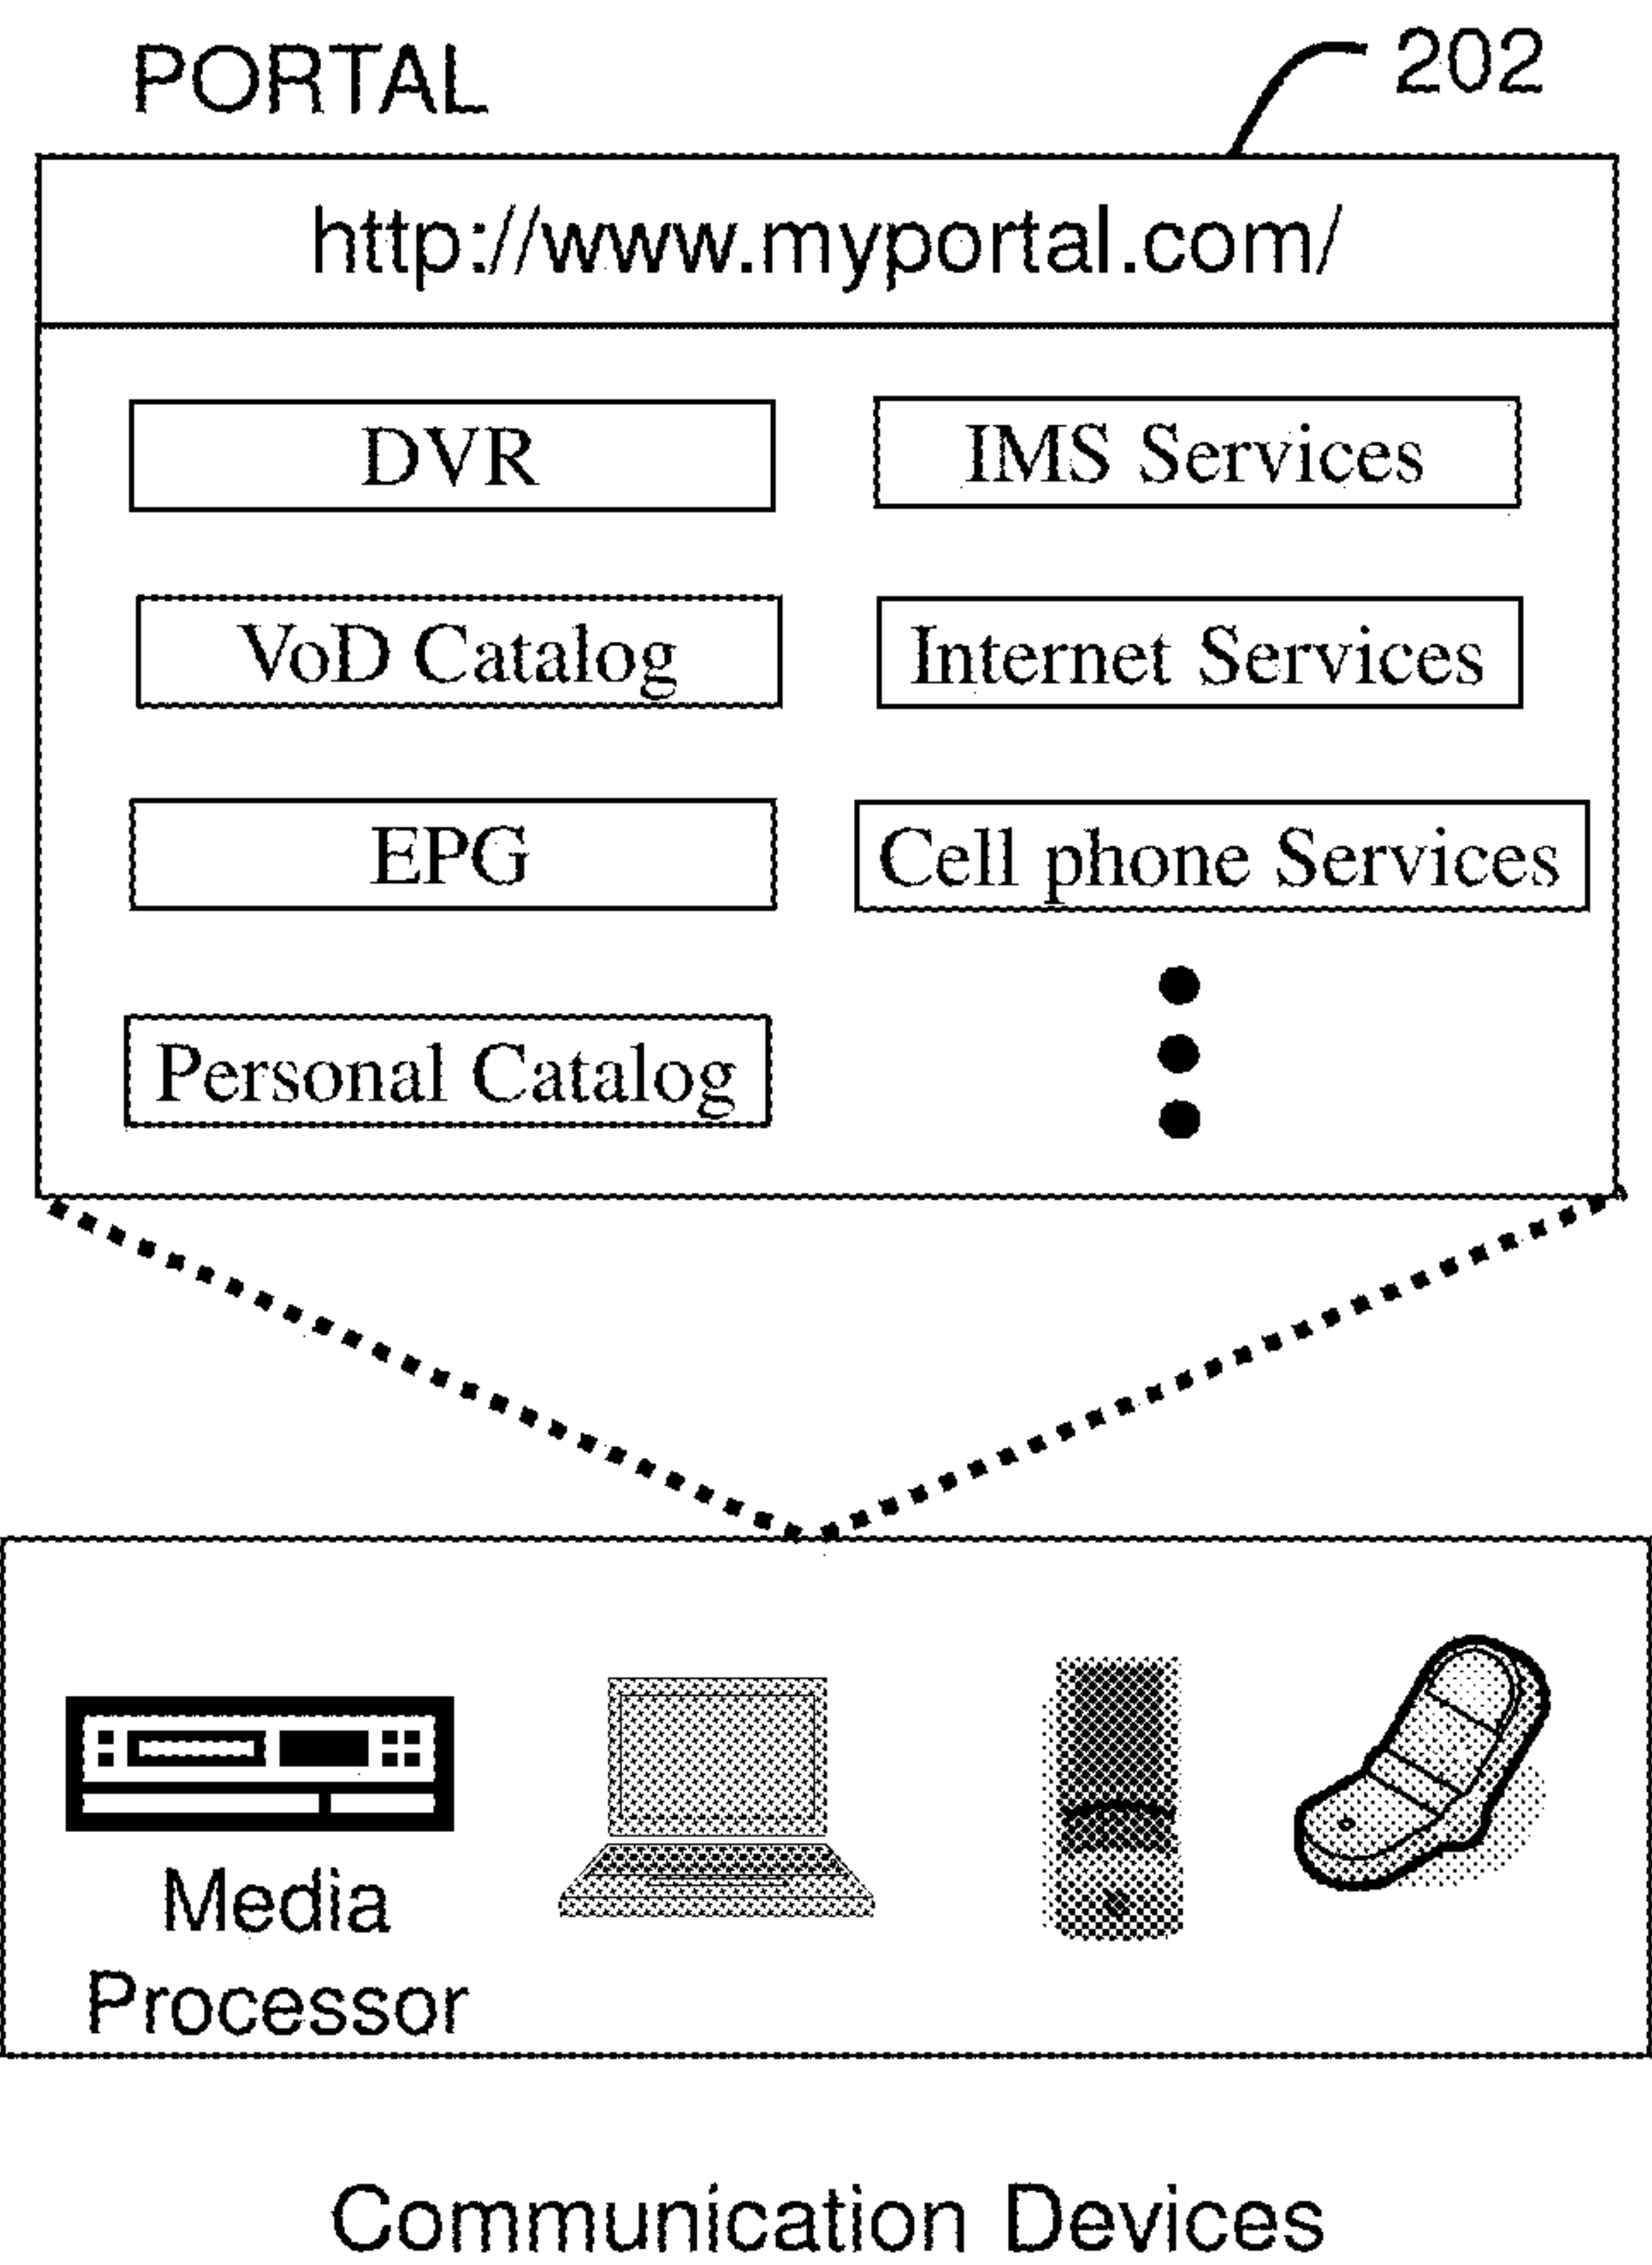 PORTAL
202
http://www.myportal.com/
DVR
IMS Services
VoD Catalog
Internet Services
EPG
Cell phone Services
Personal Catalog
Media
Processor
Communication Devices